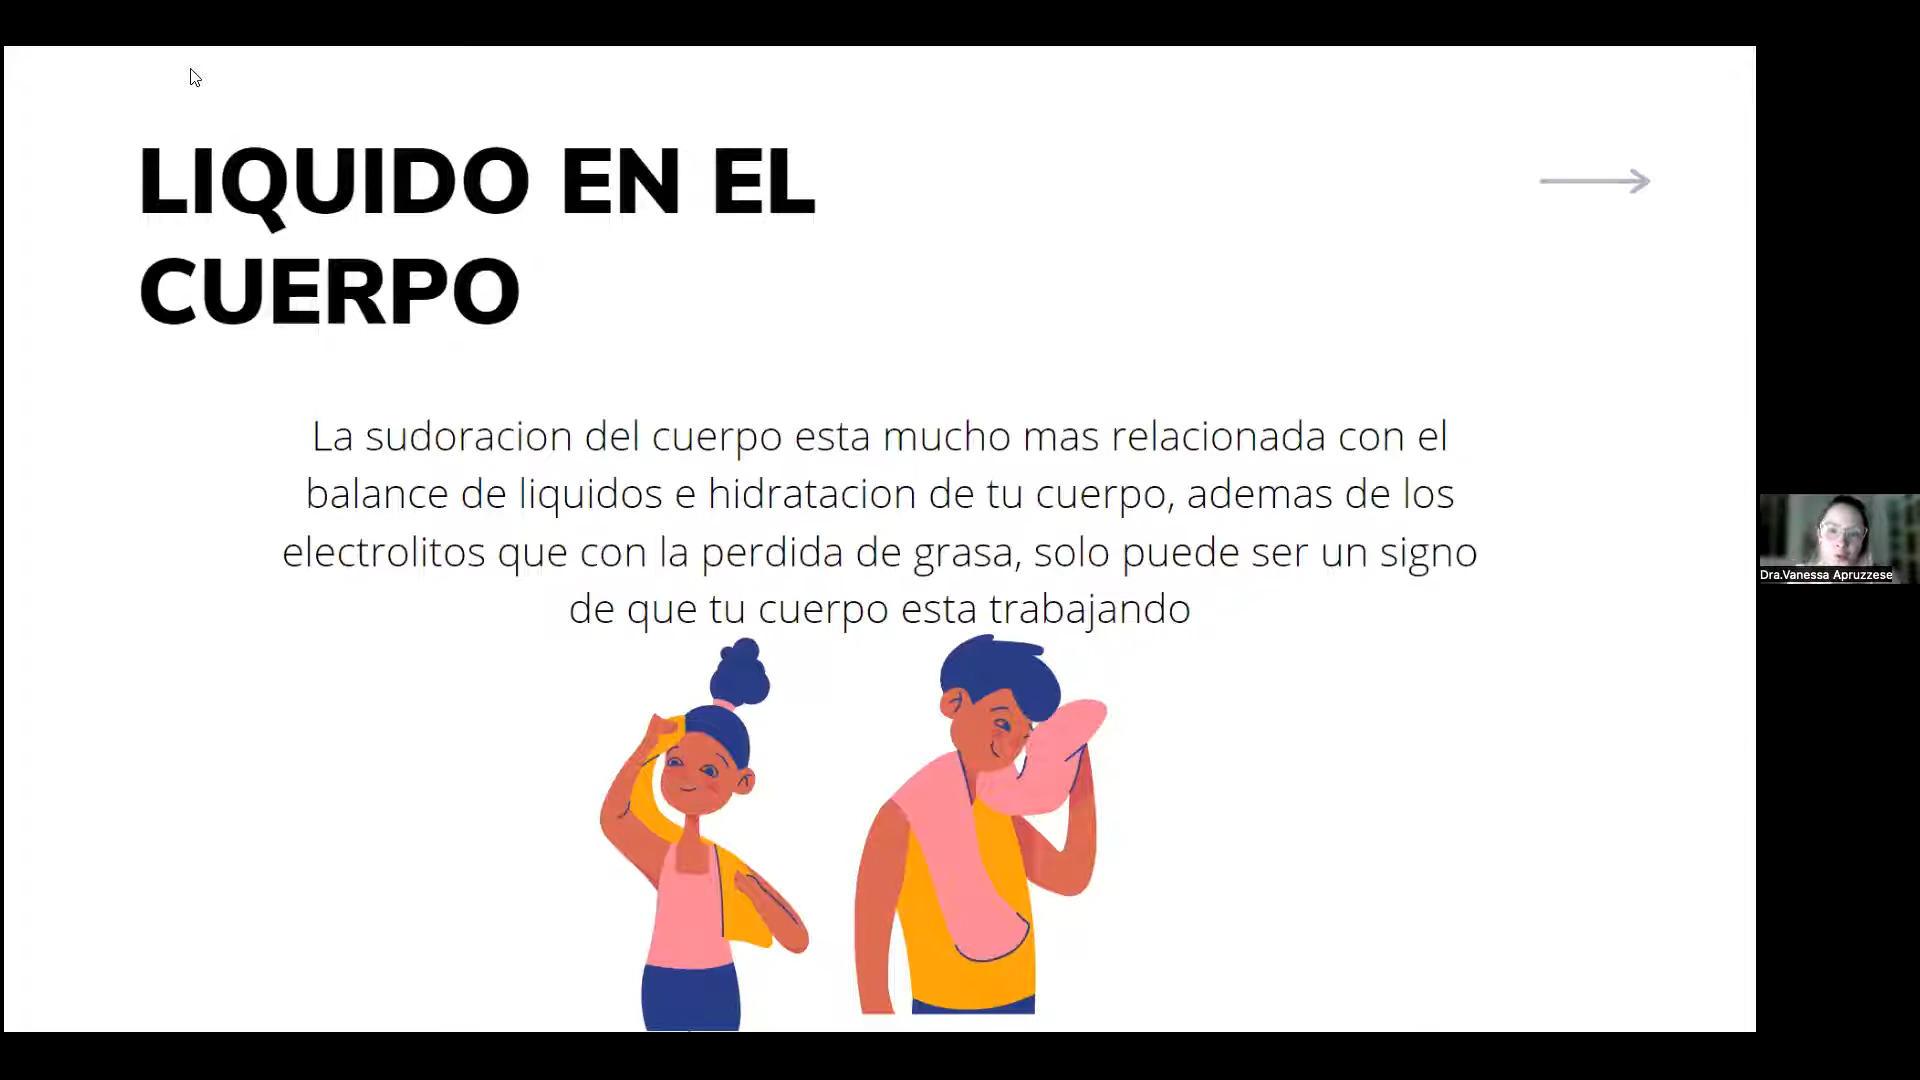 LIQUIDO EN EL
CUERPO
La sudoracion del cuerpo esta mucho mas relacionada con el
balance de liquidos e hidratacion de tu cuerpo, ademas de los
electrolitos que con la perdida de grasa, solo puede ser un signo
de que tu cuerpo esta trabajando
Dra.Vanessa Apruzzese